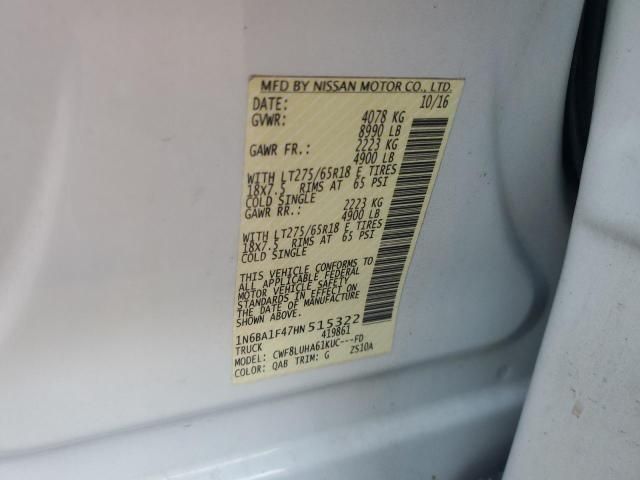 MFD BY NISSAN MOTOR CO., LTD.
DATE: 10/16
GVWR: 4078 KG
8990 LB
GAWR FR.: 2223 KG
4900 LB
WITH LT275/65R18 E TIRES
18X7.5 RIMS AT 65 PSI
COLD SINGLE
GAWR RR.: 2223 KG
4900 LB
WITH LT275/65R18 E TIRES
18X7.5 RIMS AT 65 PSI
COLD SINGLE
THIS VEHICLE CONFORMS TO
ALL APPLICABLE FEDERAL
MOTOR VEHICLE SAFETY
STANDARDS IN EFFECT ON
THE DATE OF MANUFACTURE
SHOWN ABOVE.
1N6BA1F47HN515322
TRUCK 419861
MODEL: CWF8LUHA61KUC---FD
COLOR: QAB TRIM: G ZS10A